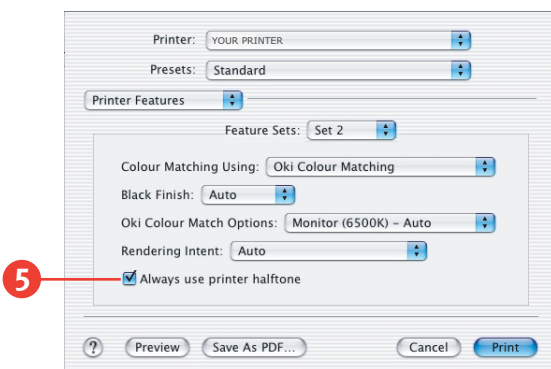 Printer: YOUR PRINTER
Presets: Standard
Printer Features
Feature Sets: Set 2
Colour Matching Using: Oki Colour Matching
Black Finish: Auto
Oki Colour Match Options: Monitor (6500K) – Auto
Rendering Intent: Auto
5 Always use printer halftone
? Preview Save As PDF... Cancel Print